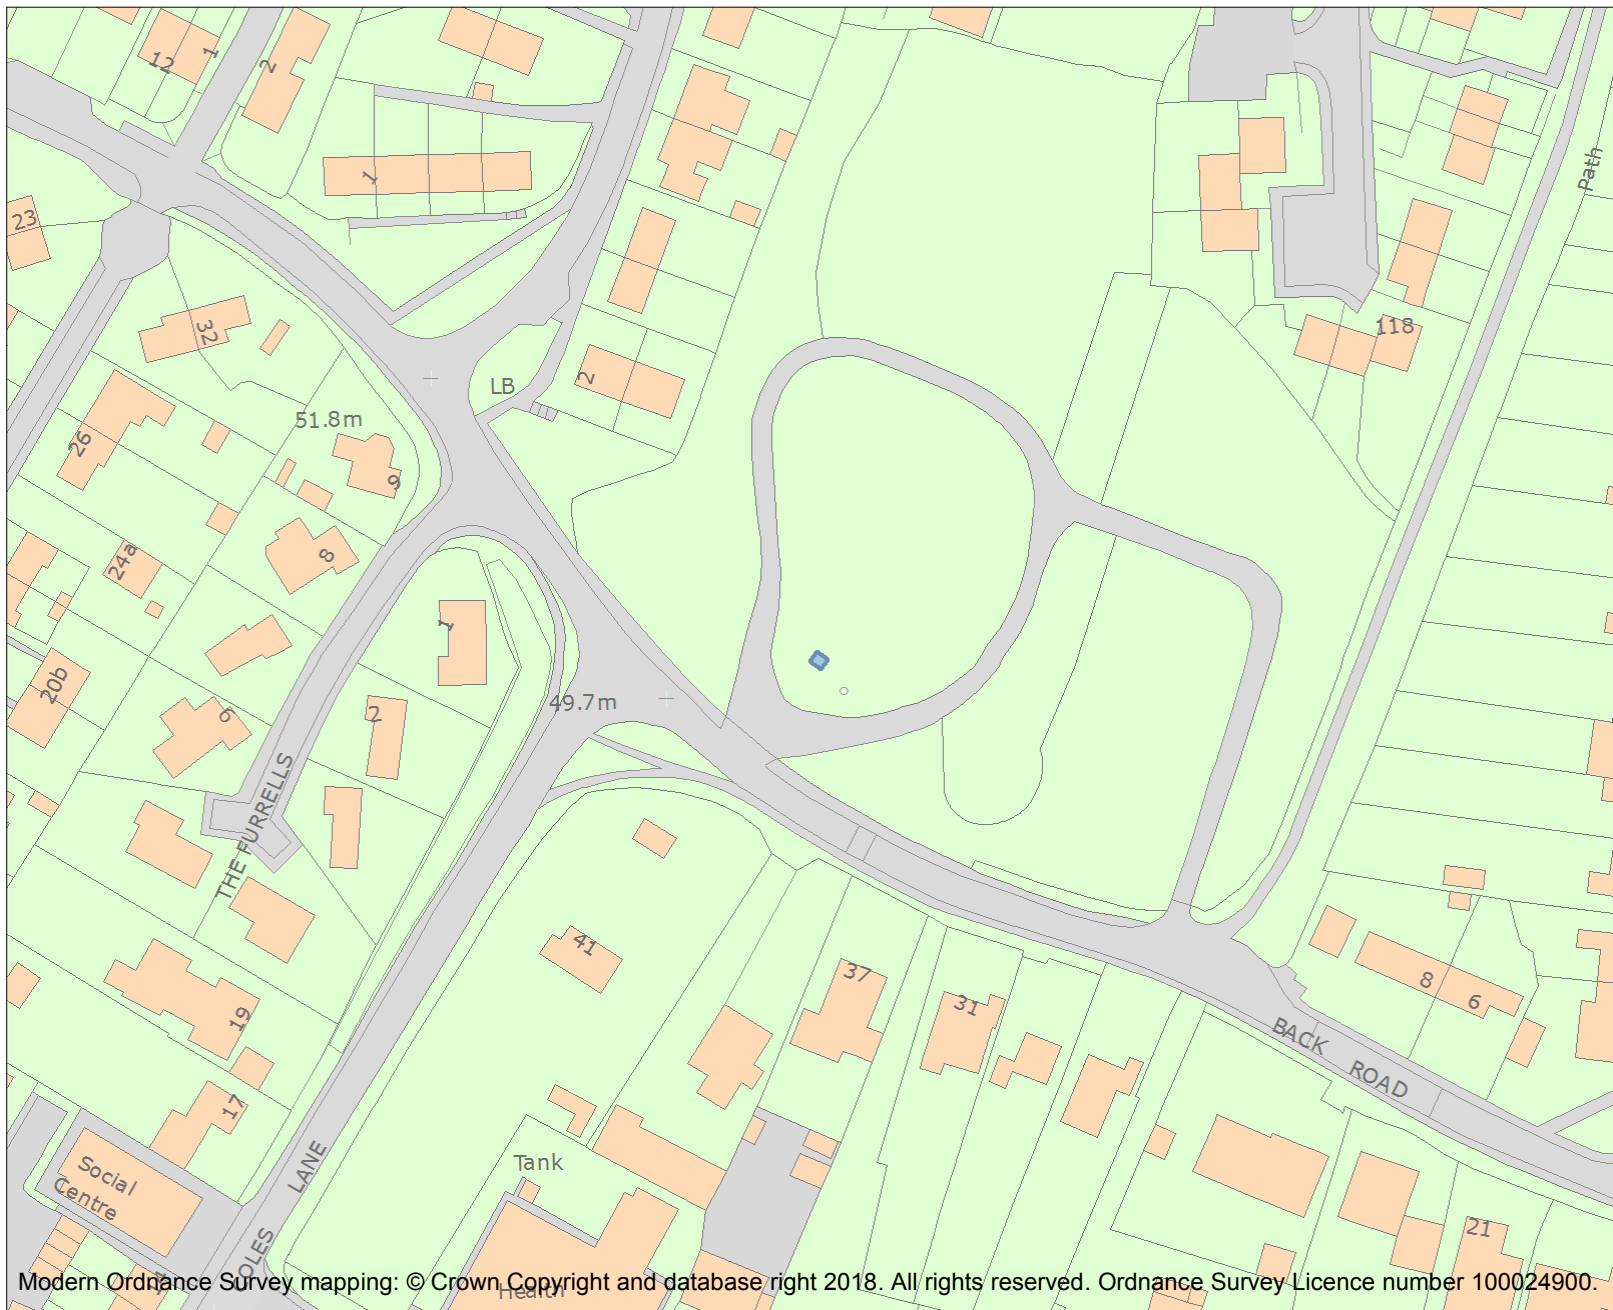 12
1
2
1
Path
23
32
118
2
LB
51.8m
26
9
8
24a
1
20b
6
2
49.7m
THE FURRELLS
41
37
31
8
6
19
BACK ROAD
17
LANE
Tank
Social
Centre
21
Health
Modern Ordnance Survey mapping: © Crown Copyright and database right 2018. All rights reserved. Ordnance Survey Licence number 100024900.